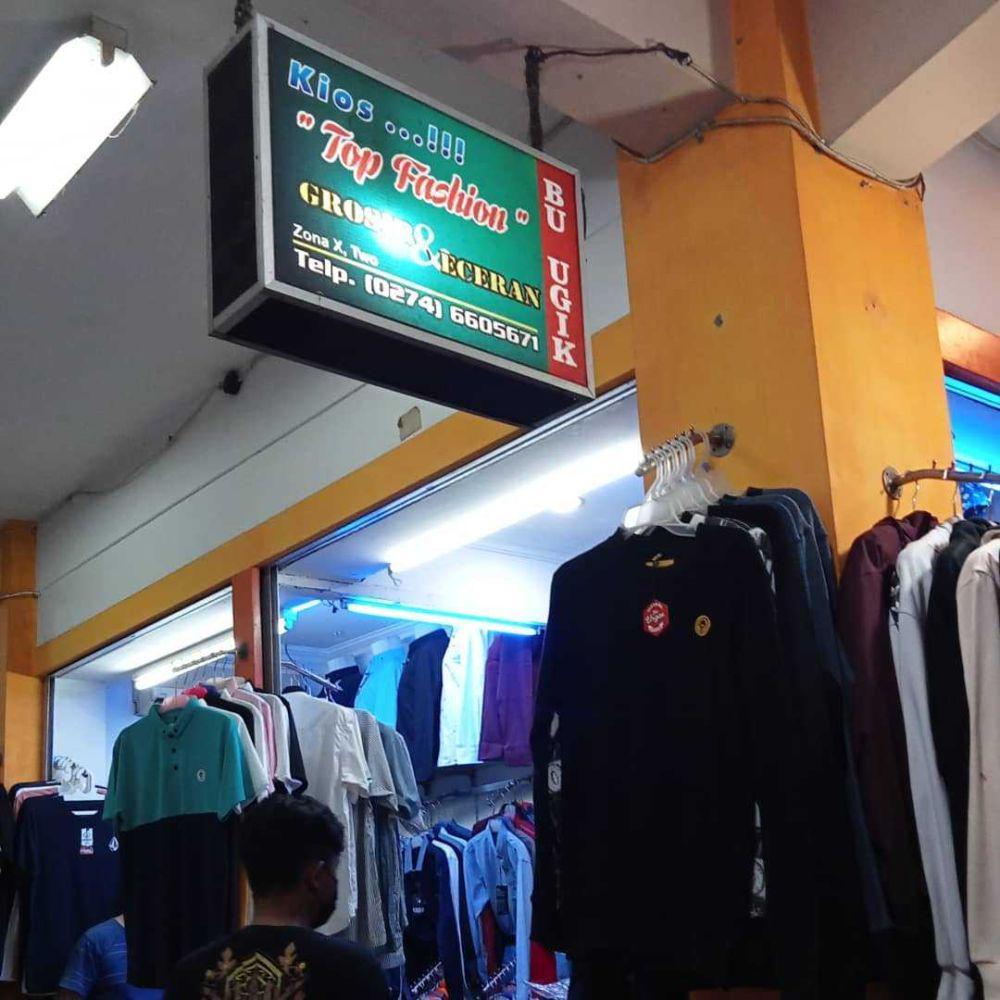 Kios ...!!!
" Top Fashion "
GROSIR & ECERAN
Zona X, Two
Telp. (0274) 6605671
BU UGIK